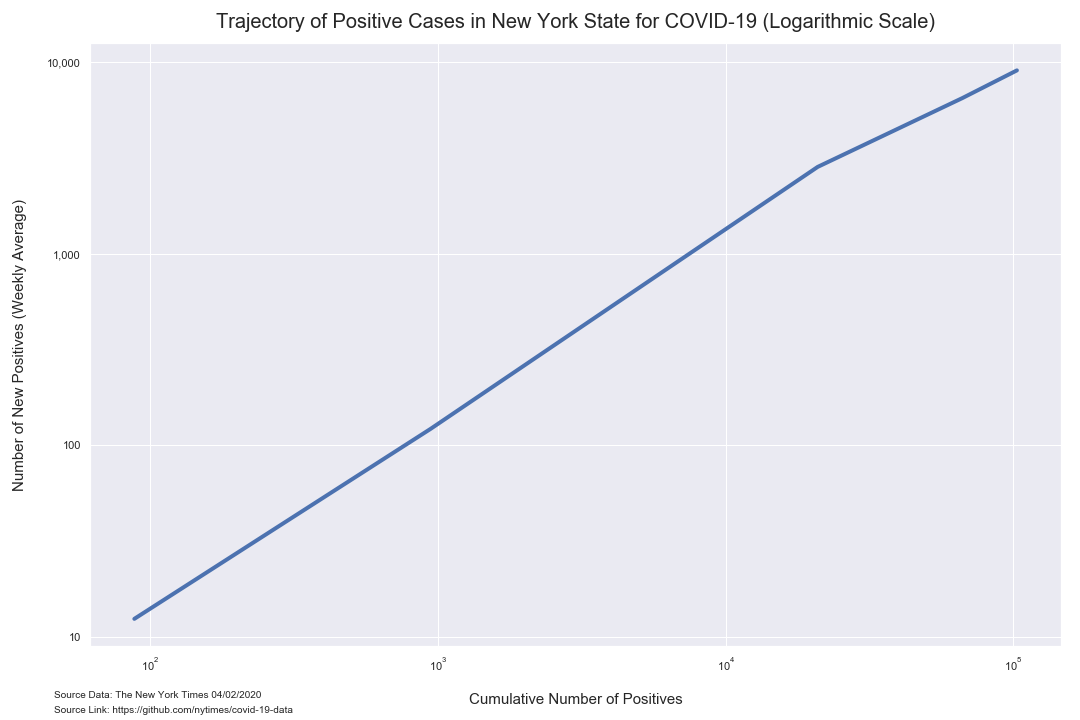 Trajectory of Positive Cases in New York State for COVID-19 (Logarithmic Scale)
Number of New Positives (Weekly Average)
10,000
1,000
100
10
10² 10³ 10⁴ 10⁵
Cumulative Number of Positives
Source Data: The New York Times 04/02/2020
Source Link: https://github.com/nytimes/covid-19-data